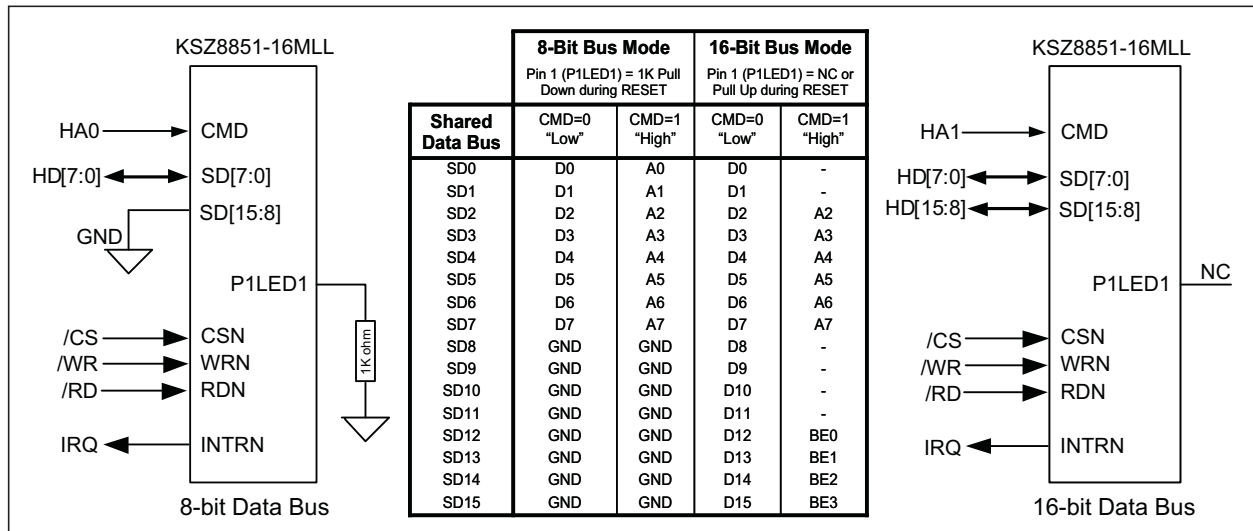 KSZ8851-16MLL
HA0
CMD
HD[7:0]
SD[7:0]
SD[15:8]
GND
P1LED1
1K ohm
/CS
CSN
/WR
WRN
/RD
RDN
IRQ
INTRN
8-bit Data Bus
8-Bit Bus Mode 16-Bit Bus Mode
Pin 1 (P1LED1) = 1K Pull Pin 1 (P1LED1) = NC or
Down during RESET Pull Up during RESET
Shared CMD=0 CMD=1 CMD=0 CMD=1
Data Bus "Low" "High" "Low" "High"
SD0 D0 A0 D0 -
SD1 D1 A1 D1 -
SD2 D2 A2 D2 A2
SD3 D3 A3 D3 A3
SD4 D4 A4 D4 A4
SD5 D5 A5 D5 A5
SD6 D6 A6 D6 A6
SD7 D7 A7 D7 A7
SD8 GND GND D8 -
SD9 GND GND D9 -
SD10 GND GND D10 -
SD11 GND GND D11 -
SD12 GND GND D12 BE0
SD13 GND GND D13 BE1
SD14 GND GND D14 BE2
SD15 GND GND D15 BE3
KSZ8851-16MLL
HA1
CMD
HD[7:0]
SD[7:0]
HD[15:8]
SD[15:8]
P1LED1
NC
/CS
CSN
/WR
WRN
/RD
RDN
IRQ
INTRN
16-bit Data Bus